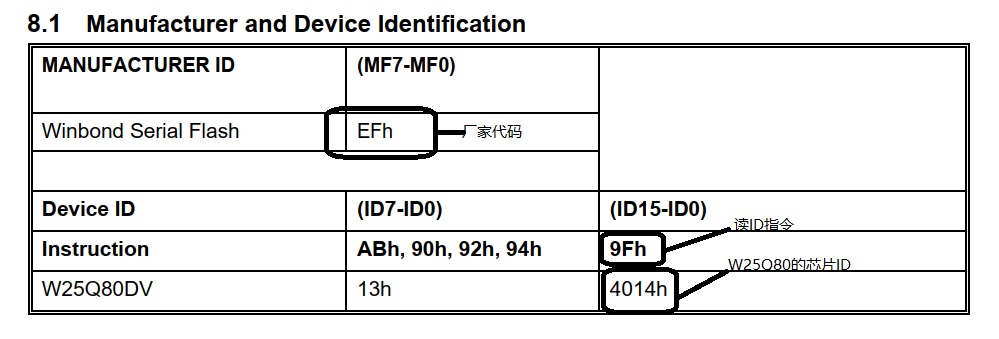 8.1 Manufacturer and Device Identification
MANUFACTURER ID (MF7-MF0)
Winbond Serial Flash EFh 厂家代码
Device ID (ID7-ID0) (ID15-ID0)
读ID指令
Instruction ABh, 90h, 92h, 94h 9Fh
W25Q80的芯片ID
W25Q80DV 13h 4014h